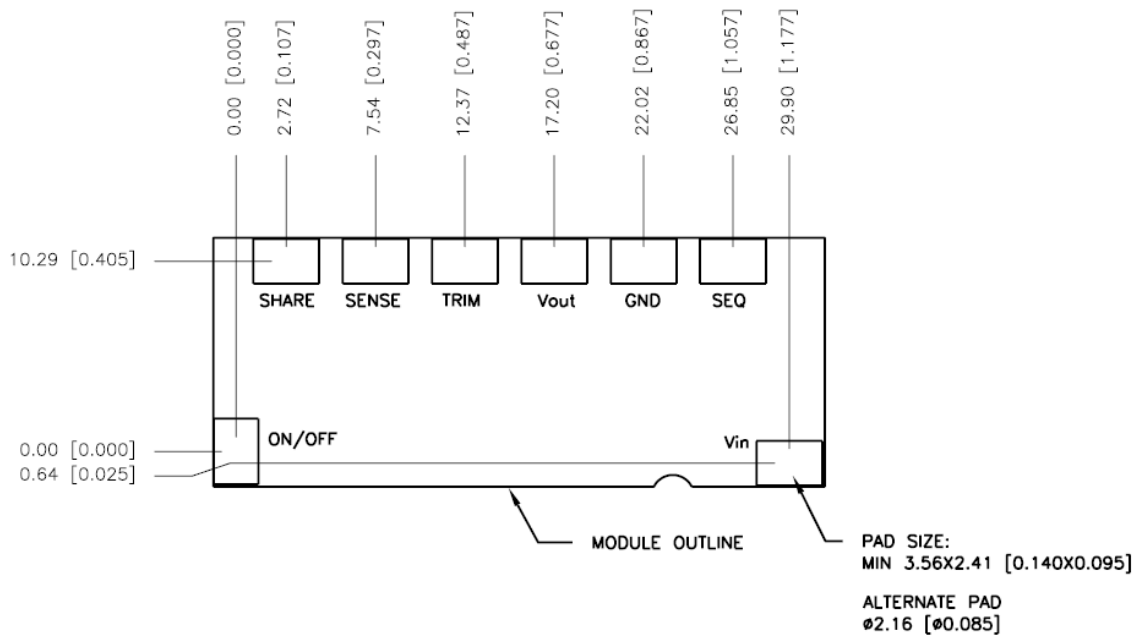 0.00 [0.000]
2.72 [0.107]
7.54 [0.297]
12.37 [0.487]
17.20 [0.677]
22.02 [0.867]
26.85 [1.057]
29.90 [1.177]
10.29 [0.405]
SHARE
SENSE
TRIM
Vout
GND
SEQ
ON/OFF
Vin
0.00 [0.000]
0.64 [0.025]
MODULE OUTLINE
PAD SIZE:
MIN 3.56X2.41 [0.140X0.095]
ALTERNATE PAD
ø2.16 [ø0.085]